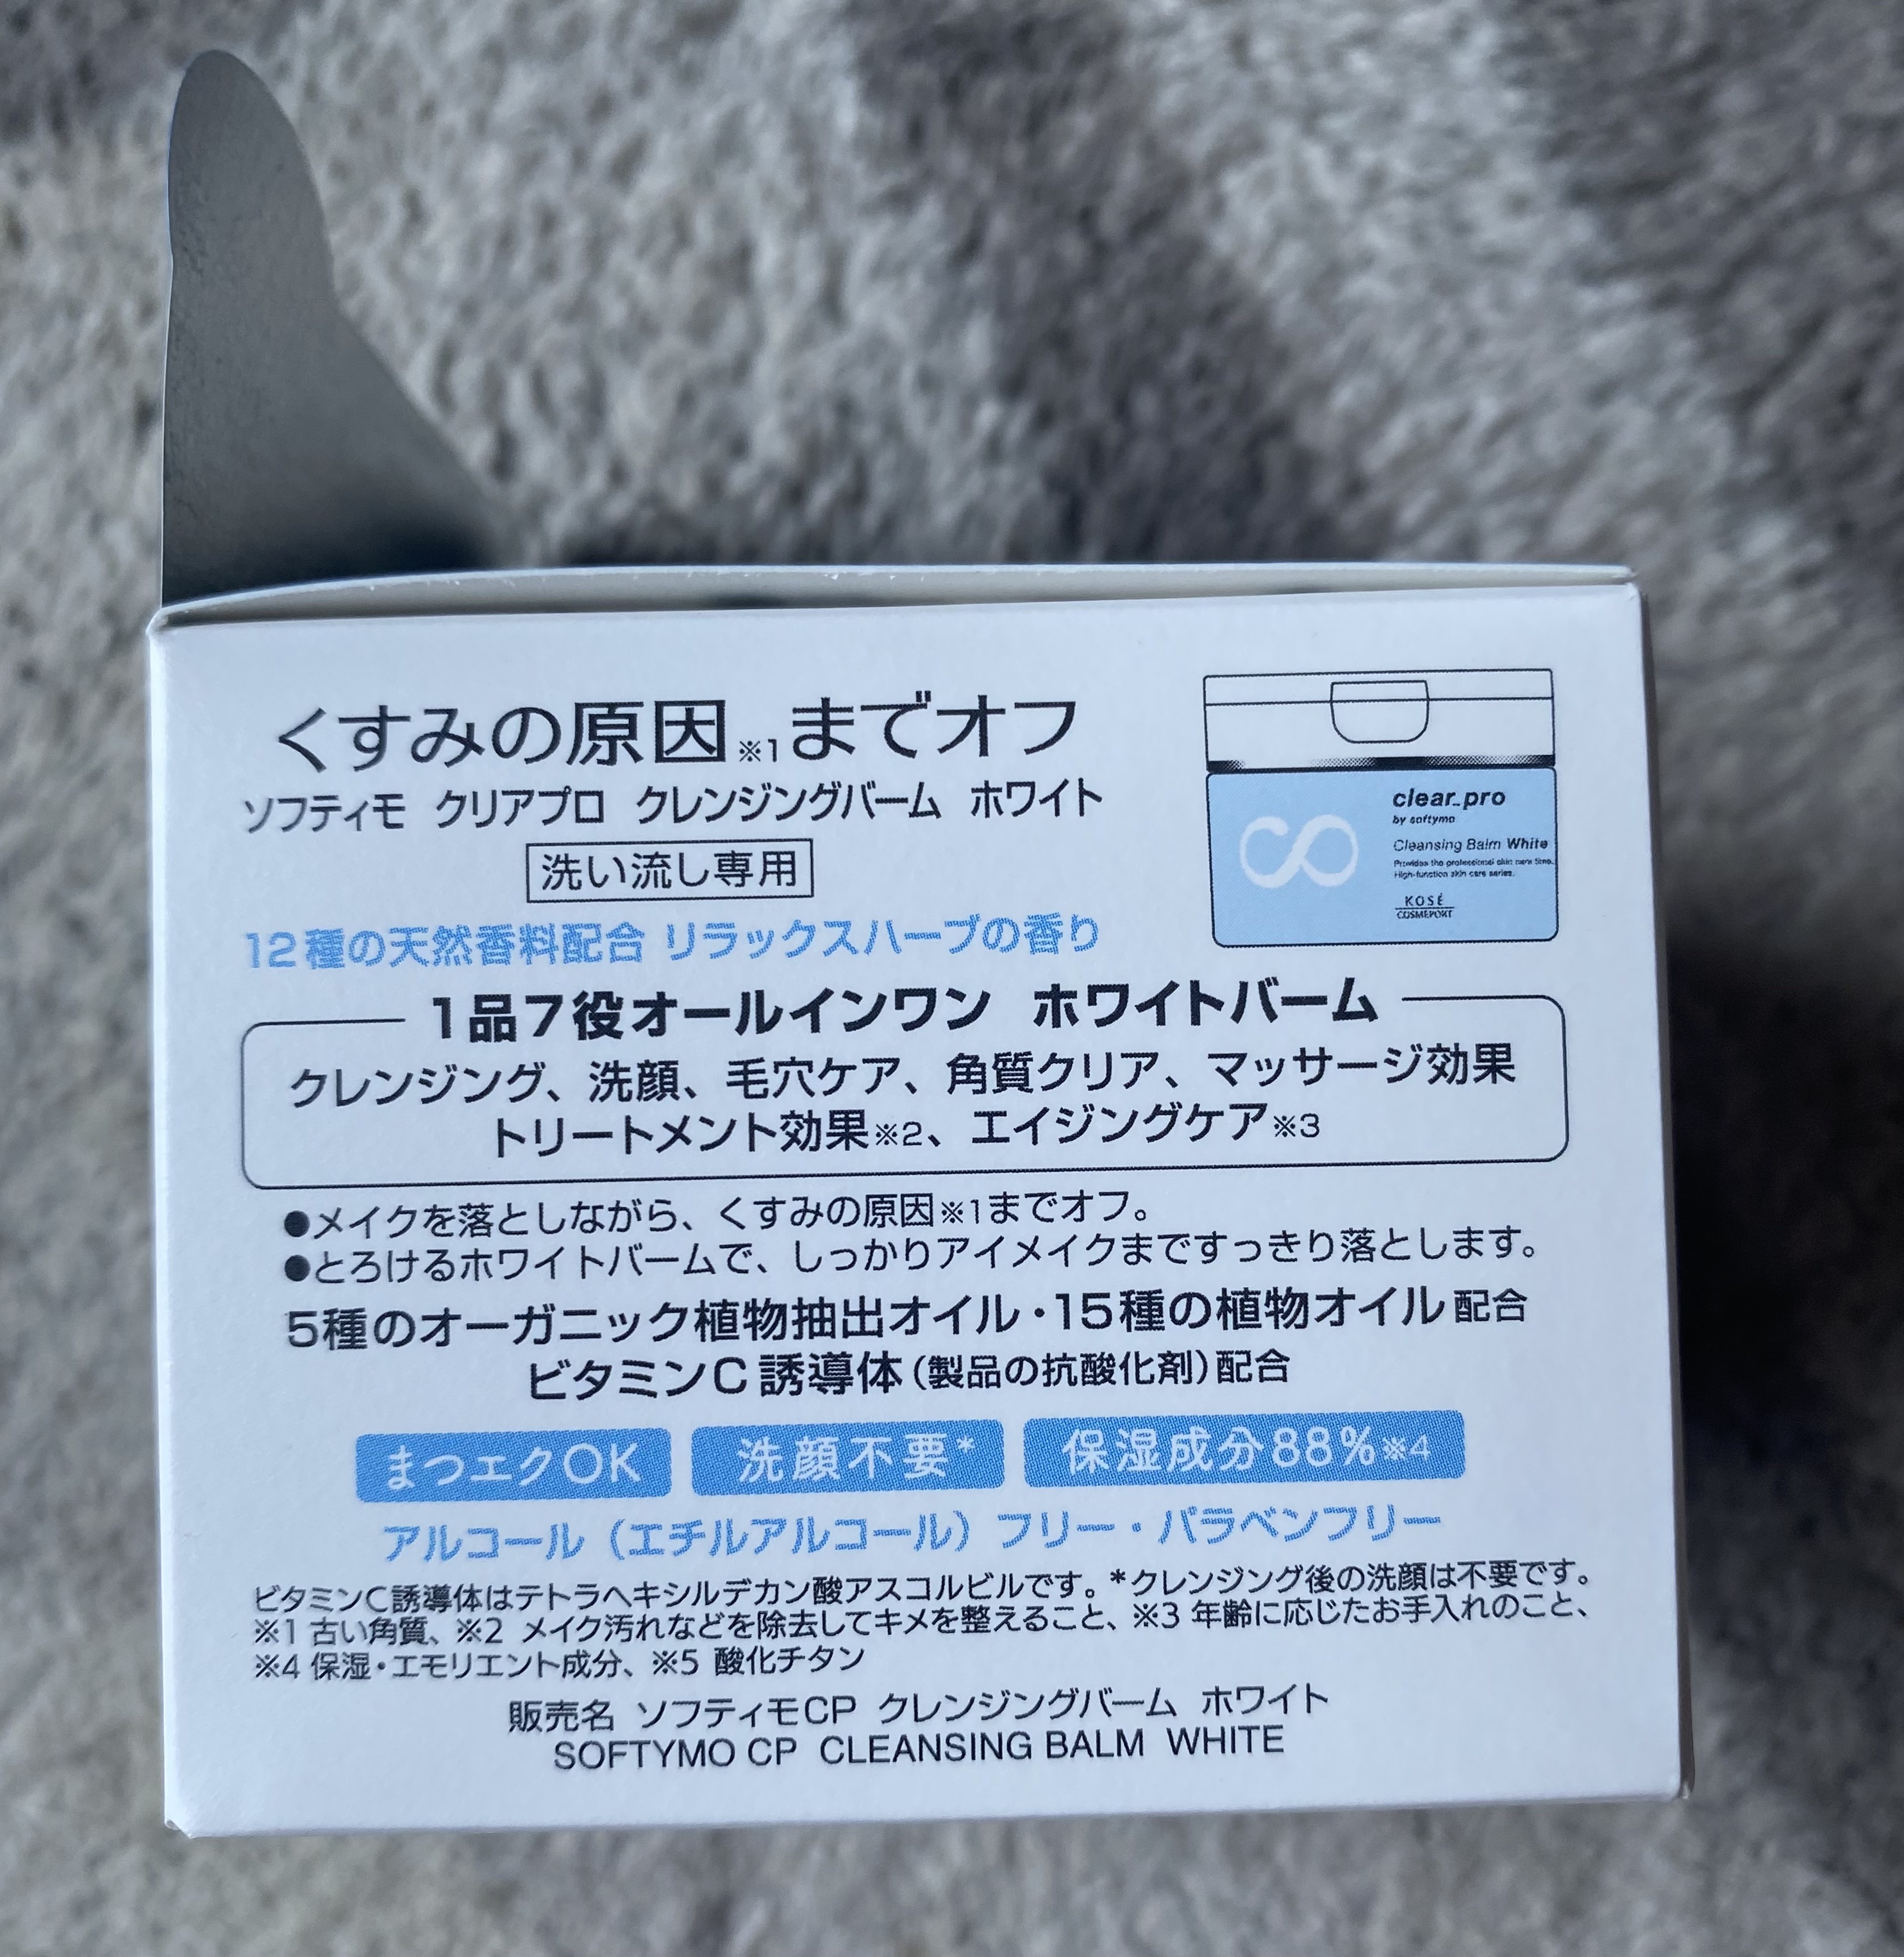 くすみの原因※1までオフ
ソフティモ クリアプロ クレンジングバーム ホワイト
洗い流し専用
12種の天然香料配合 リラックスハーブの香り
clear_pro
by softymo
Cleansing Balm White
Provides the professional skin care time.
High-function skin care series.
KOSÉ
COSMEPORT
1品7役オールインワン ホワイトバーム
クレンジング、洗顔、毛穴ケア、角質クリア、マッサージ効果
トリートメント効果※2、エイジングケア※3
●メイクを落としながら、くすみの原因※1までオフ。
●とろけるホワイトバームで、しっかりアイメイクまですっきり落とします。
5種のオーガニック植物抽出オイル・15種の植物オイル配合
ビタミンC誘導体(製品の抗酸化剤)配合
まつエクOK 洗顔不要* 保湿成分88%※4
アルコール(エチルアルコール)フリー・パラベンフリー
ビタミンC誘導体はテトラヘキシルデカン酸アスコルビルです。*クレンジング後の洗顔は不要です。
※1 古い角質、※2 メイク汚れなどを除去してキメを整えること、※3 年齢に応じたお手入れのこと、
※4 保湿・エモリエント成分、※5 酸化チタン
販売名 ソフティモCP クレンジングバーム ホワイト
SOFTYMO CP CLEANSING BALM WHITE